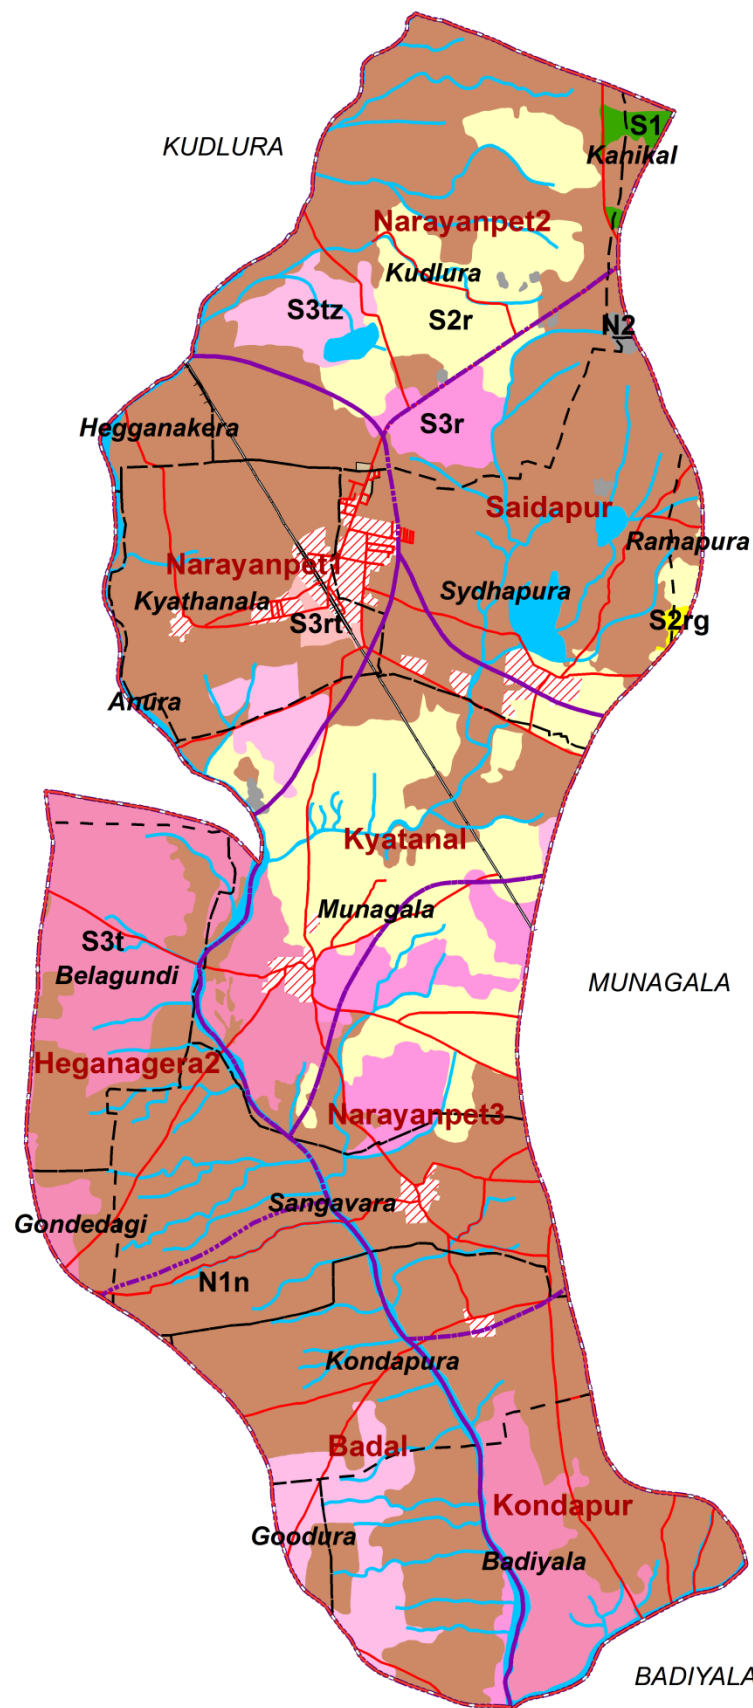 S1
KUDLURA
Kanikal
Narayanpet2
Kudlura
S3tz
S2r
N2
S3r
Hegganakera
Saidapur
Ramapura
Narayanpet1
Sydhapura
Kyathanala
S3rt
S2rg
Anura
Kyatanal
Munagala
S3t
Belagundi
MUNAGALA
Heganagera2
Narayanpet3
Sangavara
Gondedagi
N1n
Kondapura
Badal
Kondapur
Goodura
Badiyala
BADIYALA